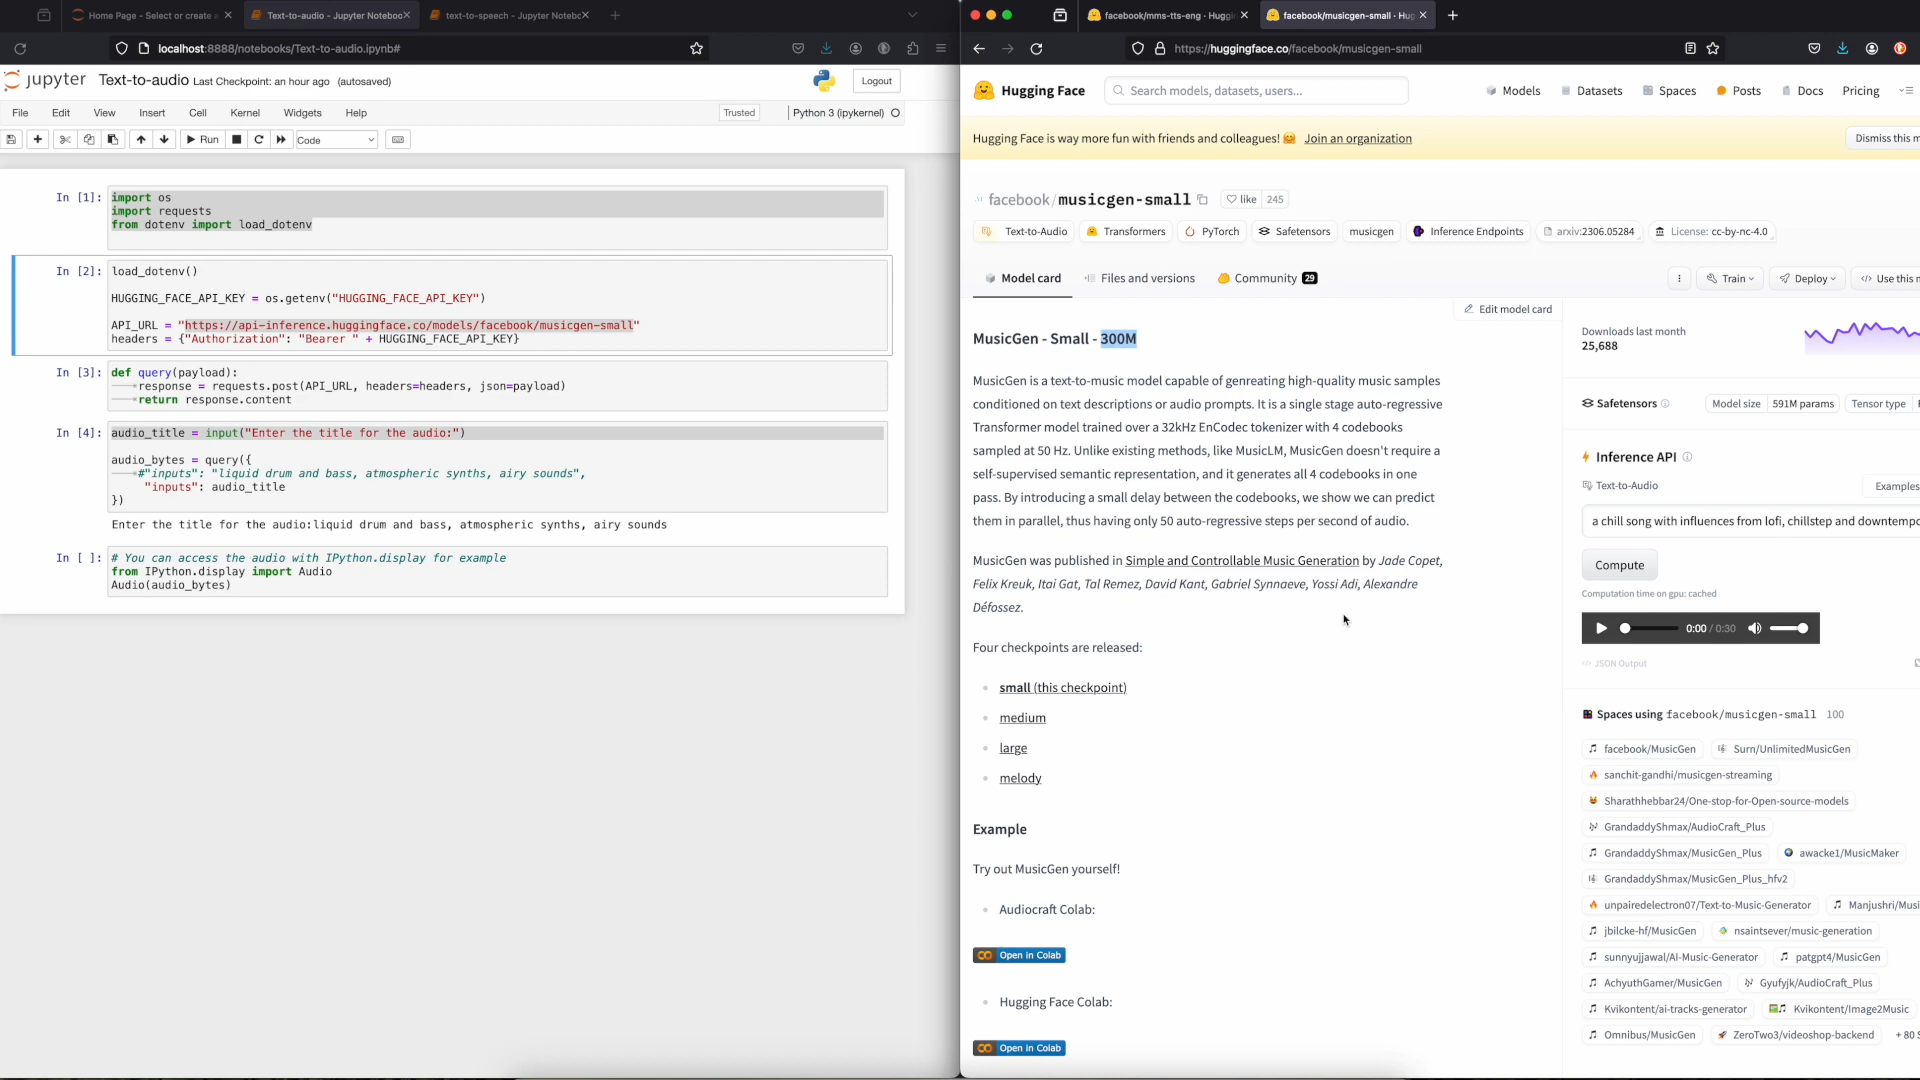 Home Page - Select or create a
Text-to-audio - Jupyter Noteboo
text-to-speech - Jupyter Notebo
localhost:8888/notebooks/Text-to-audio.ipynb#
jupyter Text-to-audio Last Checkpoint: an hour ago (autosaved)
Logout
File Edit View Insert Cell Kernel Widgets Help
Trusted
Python 3 (ipykernel)
Run
Code
In [1]: import os
import requests
from dotenv import load_dotenv
In [2]: load_dotenv()
HUGGING_FACE_API_KEY = os.getenv("HUGGING_FACE_API_KEY")
API_URL = "https://api-inference.huggingface.co/models/facebook/musicgen-small"
headers = {"Authorization": "Bearer " + HUGGING_FACE_API_KEY}
In [3]: def query(payload):
response = requests.post(API_URL, headers=headers, json=payload)
return response.content
In [4]: audio_title = input("Enter the title for the audio:")
audio_bytes = query({
#"inputs": "liquid drum and bass, atmospheric synths, airy sounds",
"inputs": audio_title
})
Enter the title for the audio:liquid drum and bass, atmospheric synths, airy sounds
In [ ]: # You can access the audio with IPython.display for example
from IPython.display import Audio
Audio(audio_bytes)
facebook/mms-tts-eng · Huggi
facebook/musicgen-small · Hug
https://huggingface.co/facebook/musicgen-small
Hugging Face
Search models, datasets, users...
Models
Datasets
Spaces
Posts
Docs
Pricing
Hugging Face is way more fun with friends and colleagues! 🤗 Join an organization
Dismiss this m
facebook/musicgen-small
like 245
Text-to-Audio
Transformers
PyTorch
Safetensors
musicgen
Inference Endpoints
arxiv:2306.05284
License: cc-by-nc-4.0
Model card
Files and versions
Community 29
Train
Deploy
</> Use this m
Edit model card
MusicGen - Small - 300M
MusicGen is a text-to-music model capable of genreating high-quality music samples
conditioned on text descriptions or audio prompts. It is a single stage auto-regressive
Transformer model trained over a 32kHz EnCodec tokenizer with 4 codebooks
sampled at 50 Hz. Unlike existing methods, like MusicLM, MusicGen doesn't require a
self-supervised semantic representation, and it generates all 4 codebooks in one
pass. By introducing a small delay between the codebooks, we show we can predict
them in parallel, thus having only 50 auto-regressive steps per second of audio.
MusicGen was published in Simple and Controllable Music Generation by Jade Copet,
Felix Kreuk, Itai Gat, Tal Remez, David Kant, Gabriel Synnaeve, Yossi Adi, Alexandre
Défossez.
Four checkpoints are released:
small (this checkpoint)
medium
large
melody
Example
Try out MusicGen yourself!
Audiocraft Colab:
Open in Colab
Hugging Face Colab:
Open in Colab
Downloads last month
25,688
Safetensors
Model size 591M params
Tensor type
Inference API
Text-to-Audio
Examples
a chill song with influences from lofi, chillstep and downtempo
Compute
Computation time on gpu: cached
0:00 / 0:30
</> JSON Output
Spaces using facebook/musicgen-small 100
facebook/MusicGen
Surn/UnlimitedMusicGen
sanchit-gandhi/musicgen-streaming
Sharathhebbar24/One-stop-for-Open-source-models
GrandaddyShmax/AudioCraft_Plus
GrandaddyShmax/MusicGen_Plus
awacke1/MusicMaker
GrandaddyShmax/MusicGen_Plus_hfv2
unpairedelectron07/Text-to-Music-Generator
Manjushri/Musi
jbilcke-hf/MusicGen
nsaintsever/music-generation
sunnyujjawal/AI-Music-Generator
patgpt4/MusicGen
AchyuthGamer/MusicGen
Gyufyjk/AudioCraft_Plus
Kvikontent/ai-tracks-generator
Kvikontent/Image2Music
Omnibus/MusicGen
ZeroTwo3/videoshop-backend
+ 80 S